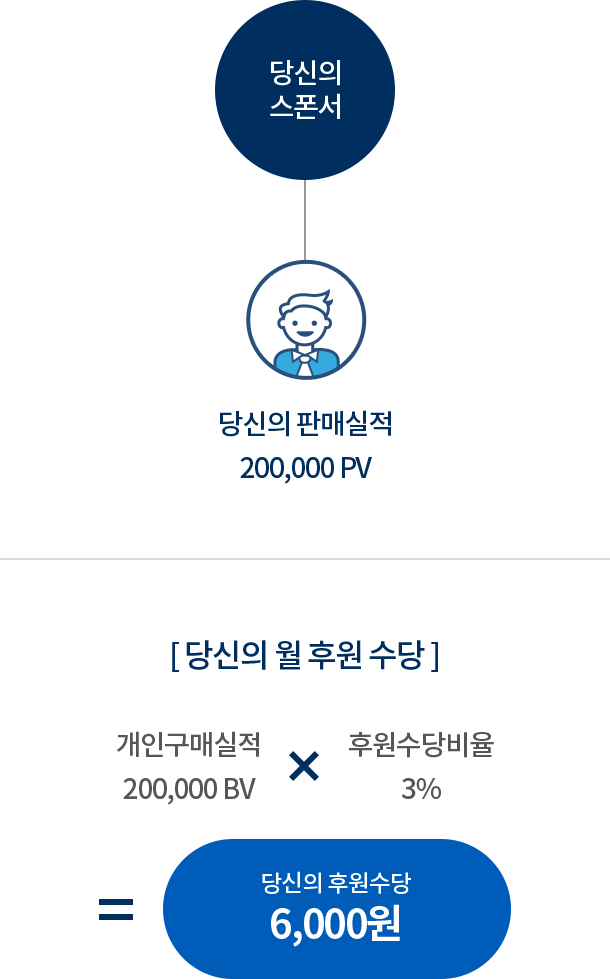 당신의
스폰서
당신의 판매실적
200,000 PV
[ 당신의 월 후원 수당 ]
개인구매실적
200,000 BV
×
후원수당비율
3%
=
당신의 후원수당
6,000원